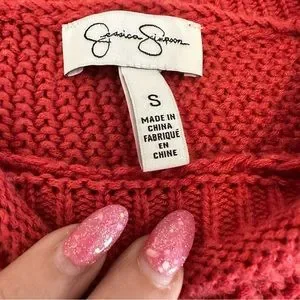 Jessica Simpson
S
MADE IN
CHINA
FABRIQUÉ
EN
CHINE